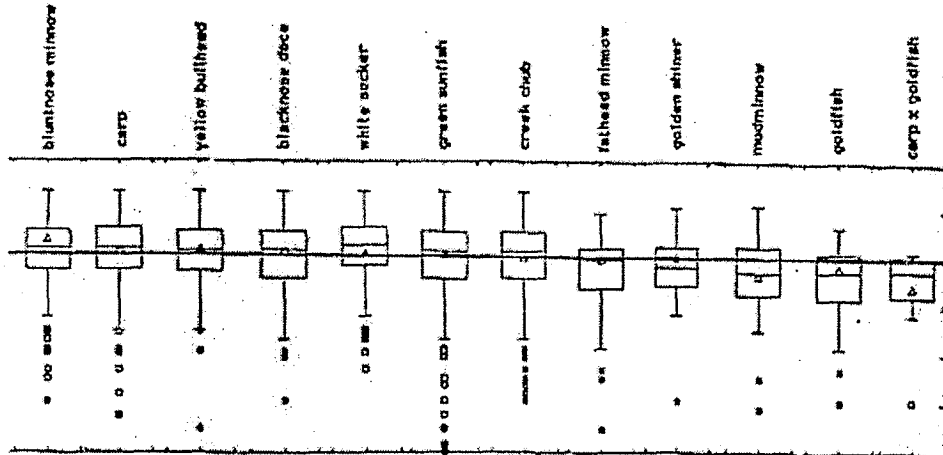 bluntnose minnow
carp
yellow bullhead
blacknose dace
white sucker
green sunfish
creek chub
fathead minnow
golden shiner
mudminnow
goldfish
carp x goldfish